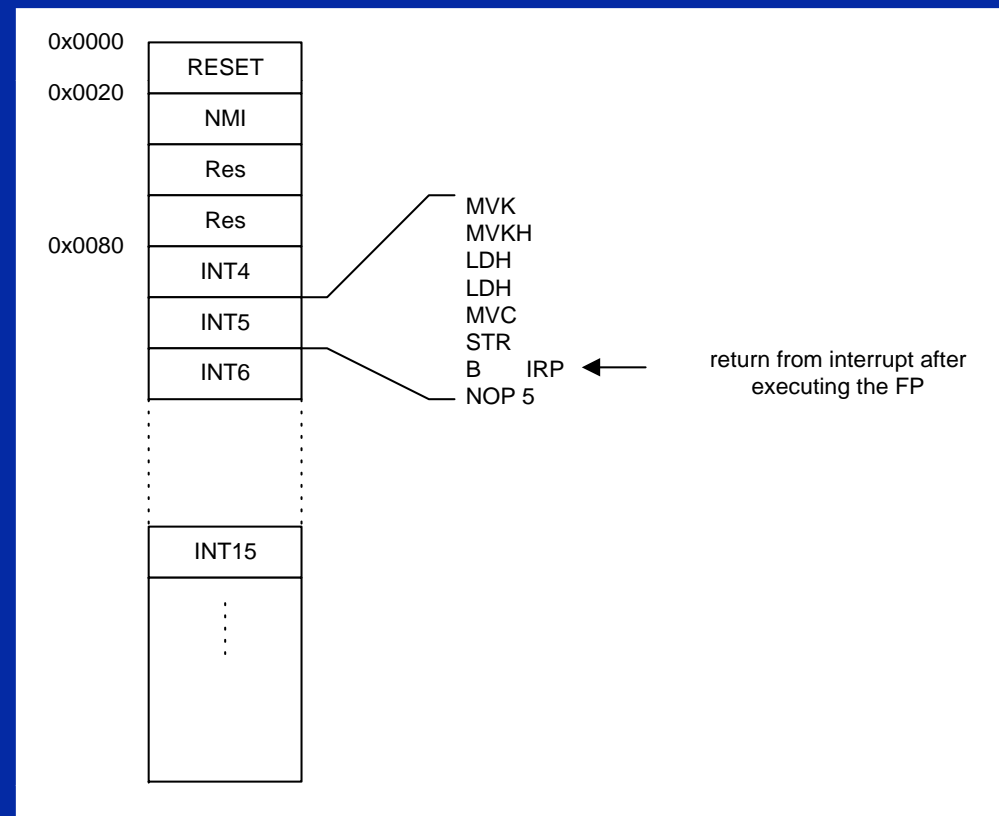 0x0000
RESET
0x0020
NMI
Res
Res
0x0080
INT4
INT5
INT6
MVK
MVKH
LDH
LDH
MVC
STR
B IRP
NOP 5
return from interrupt after
executing the FP
INT15